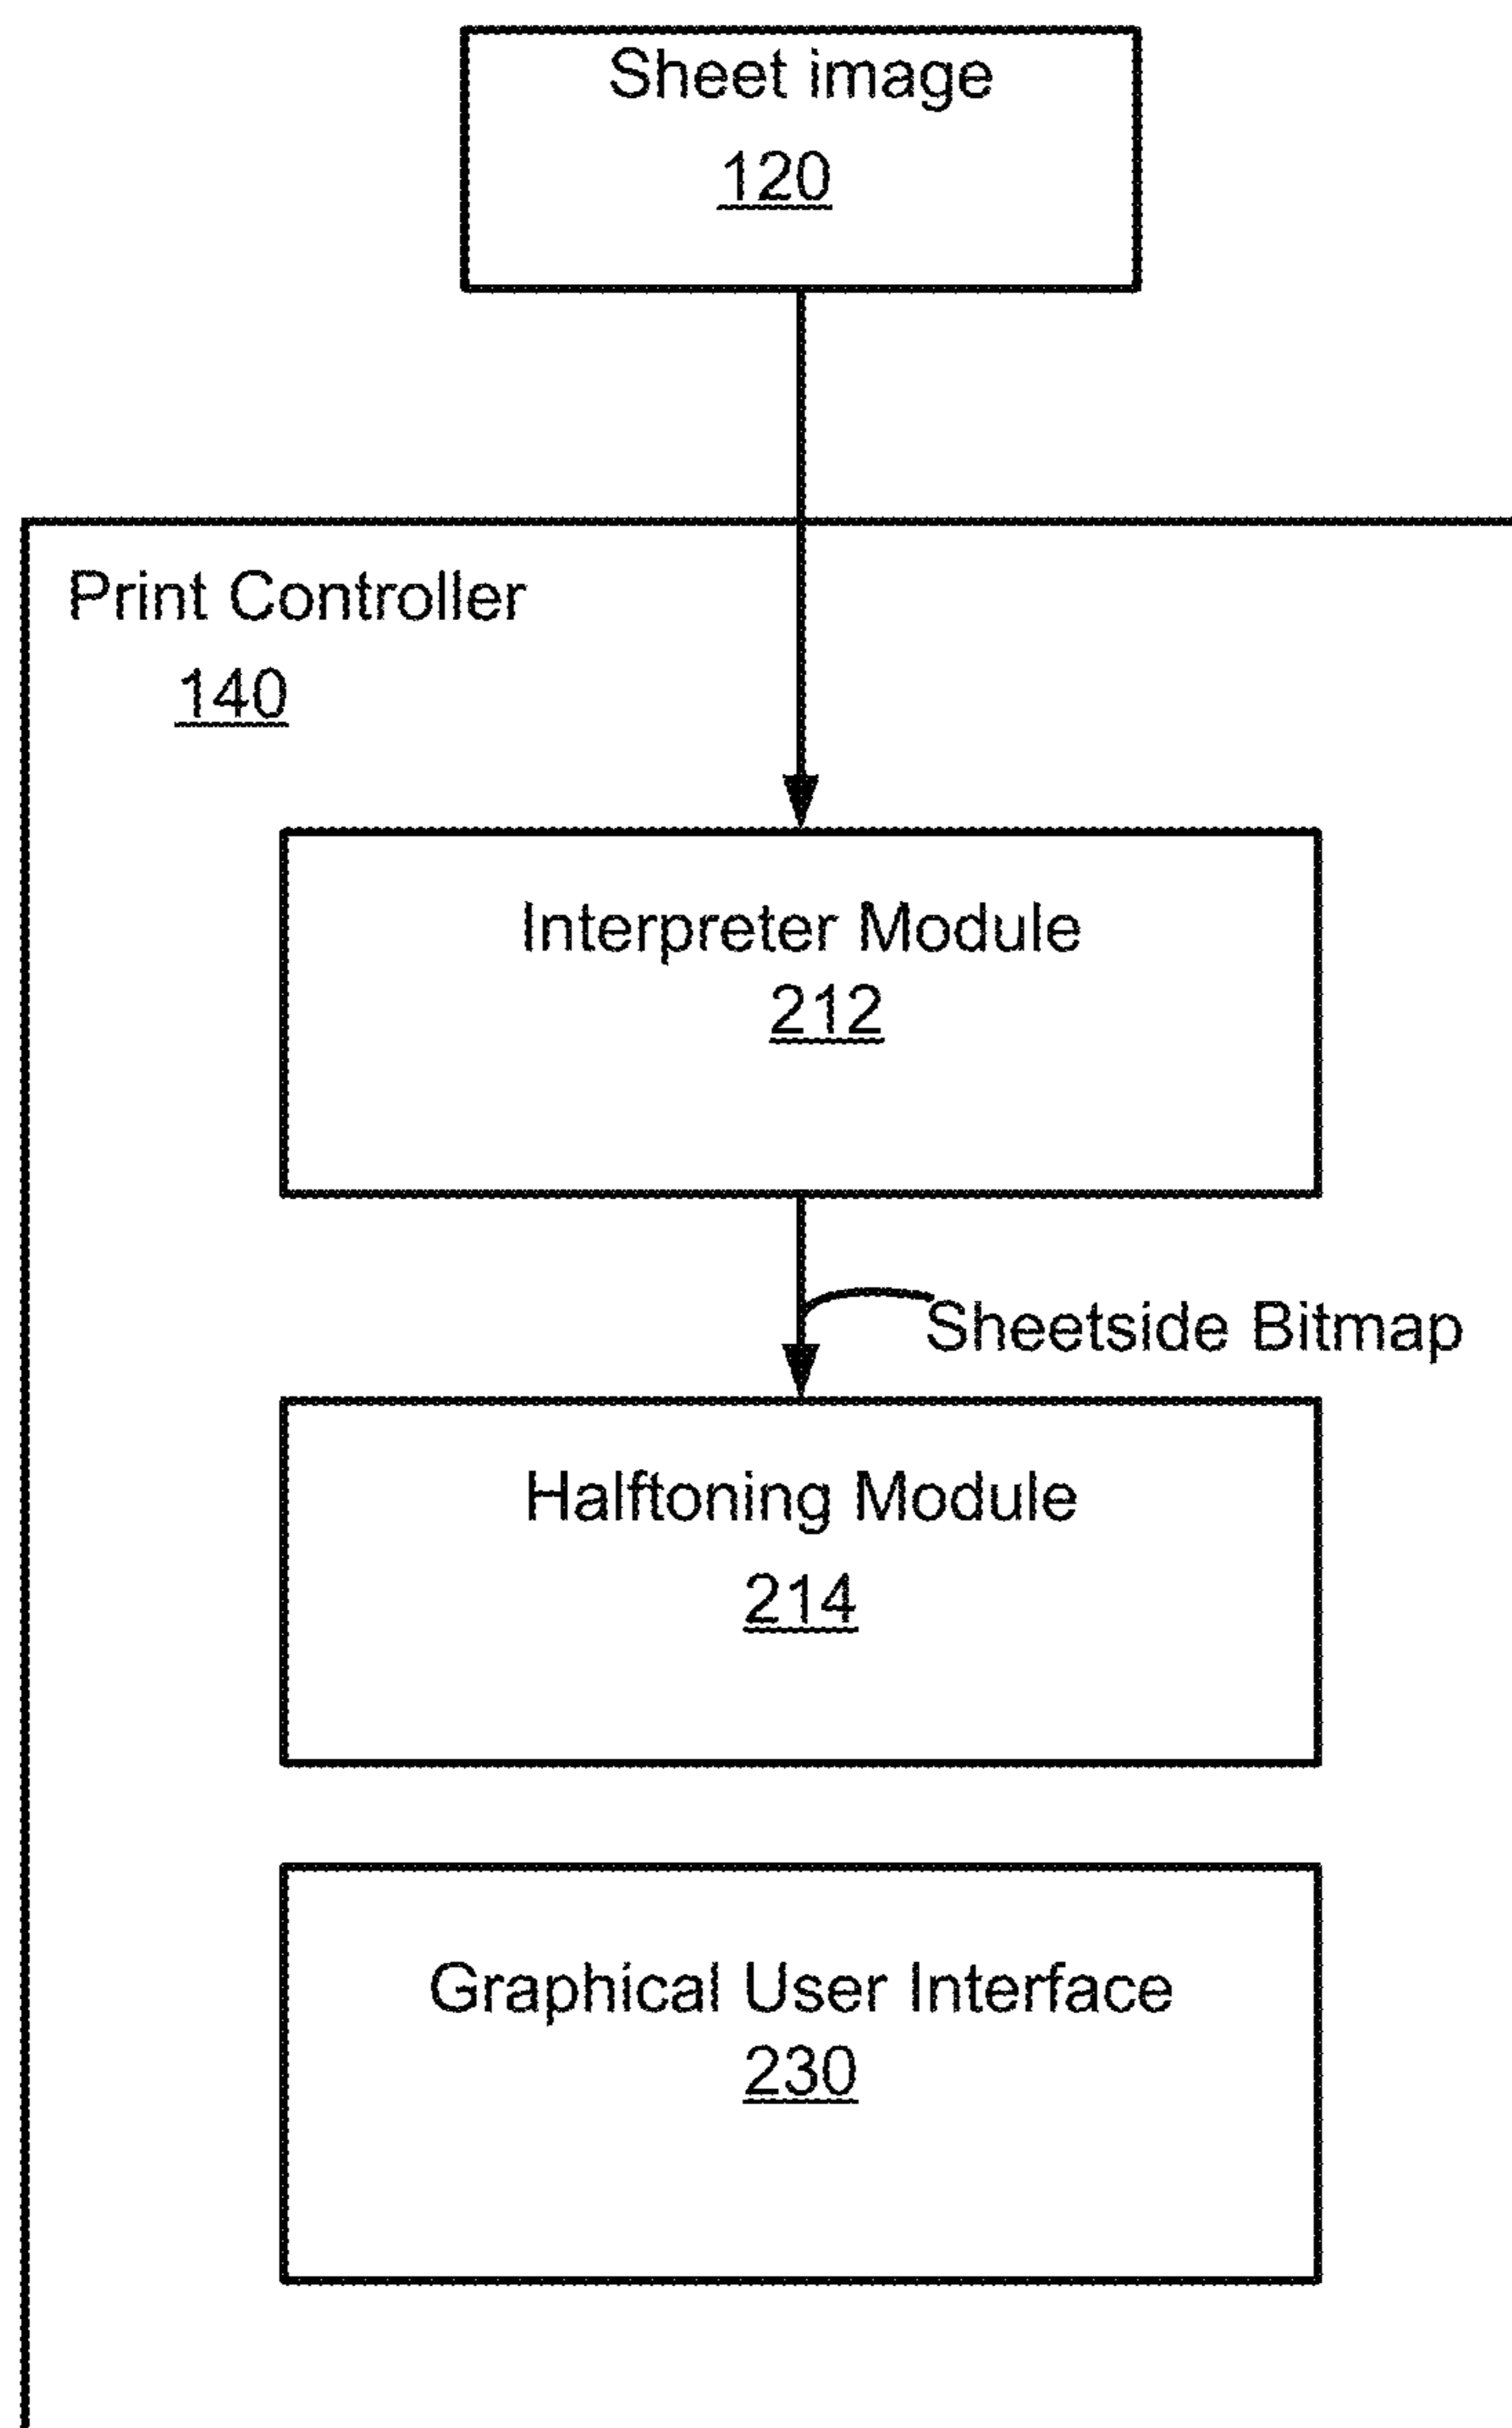 Sheet image
120
Print Controller
140
Interpreter Module
212
Sheetside Bitmap
Halftoning Module
214
Graphical User Interface
230